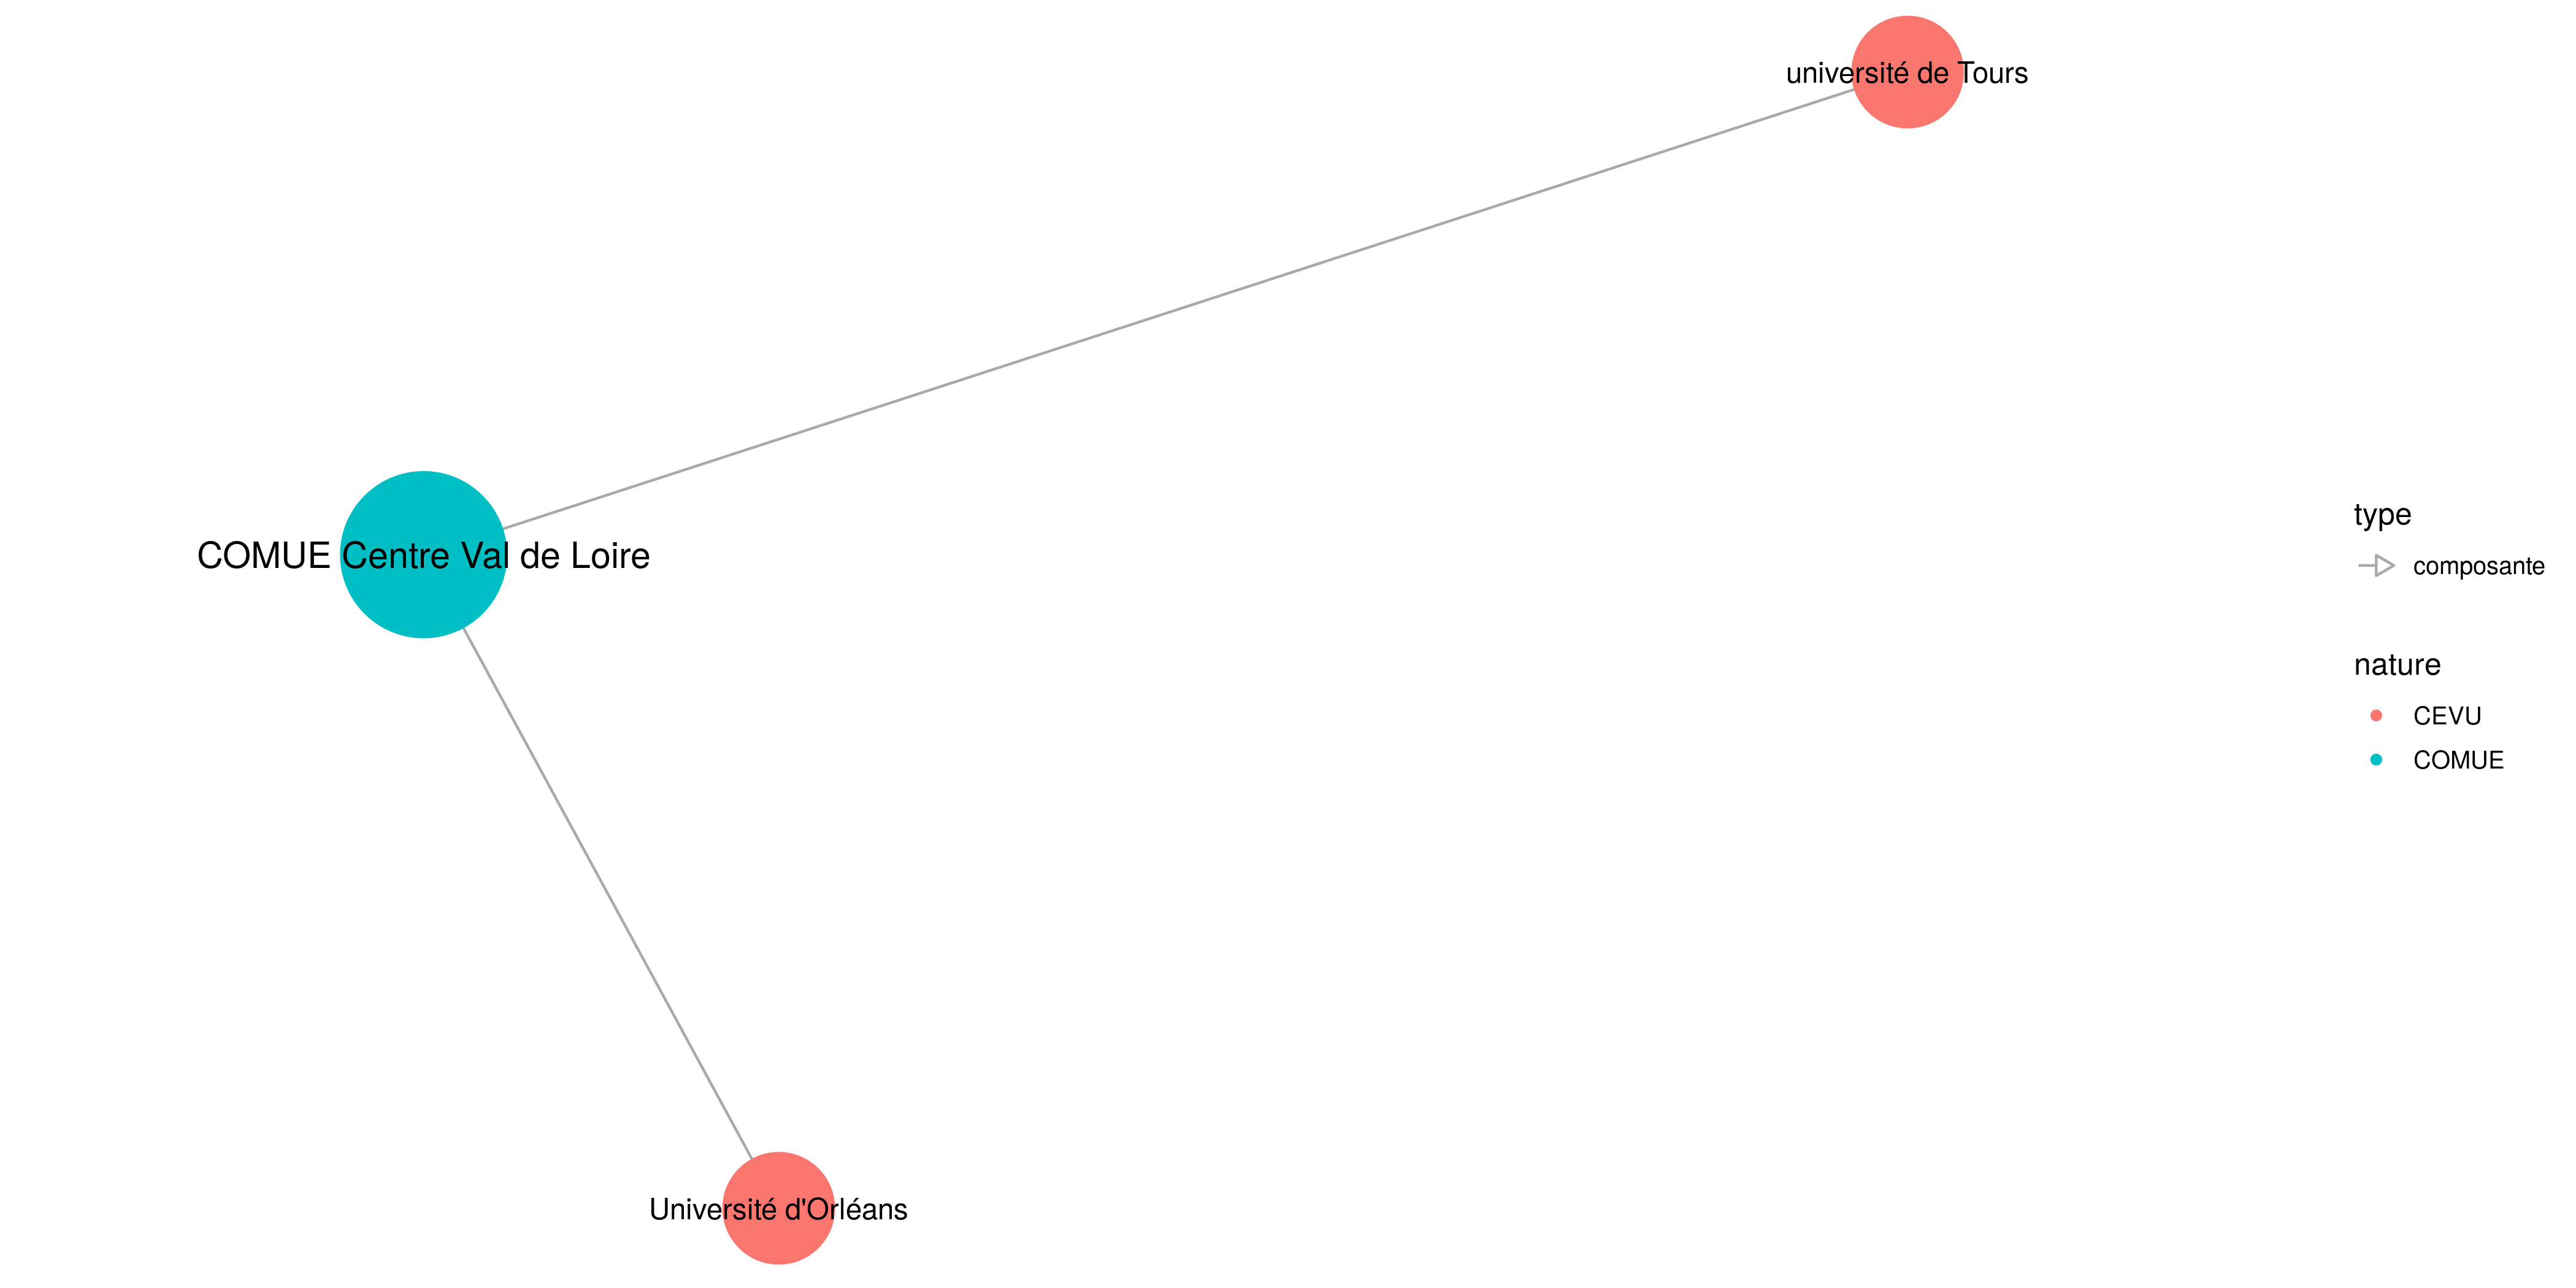 université de Tours
COMUE Centre Val de Loire
Université d'Orléans
type
composante
nature
CEVU
COMUE